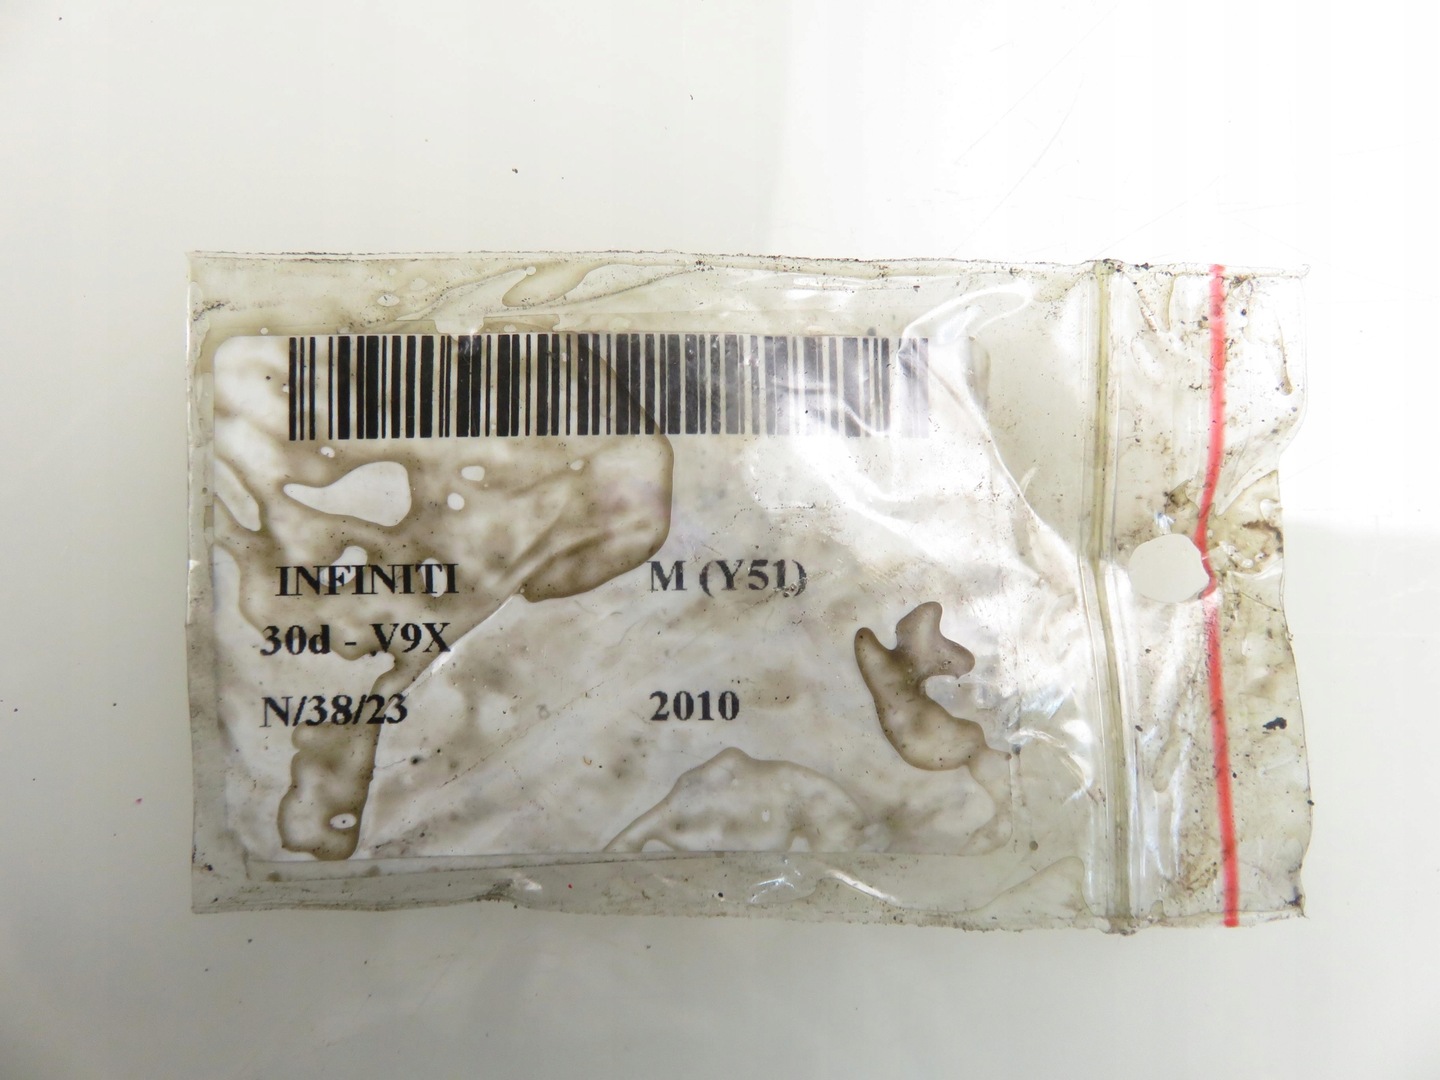 INFINITI M (Y51)
30d - V9X
N/38/23 2010